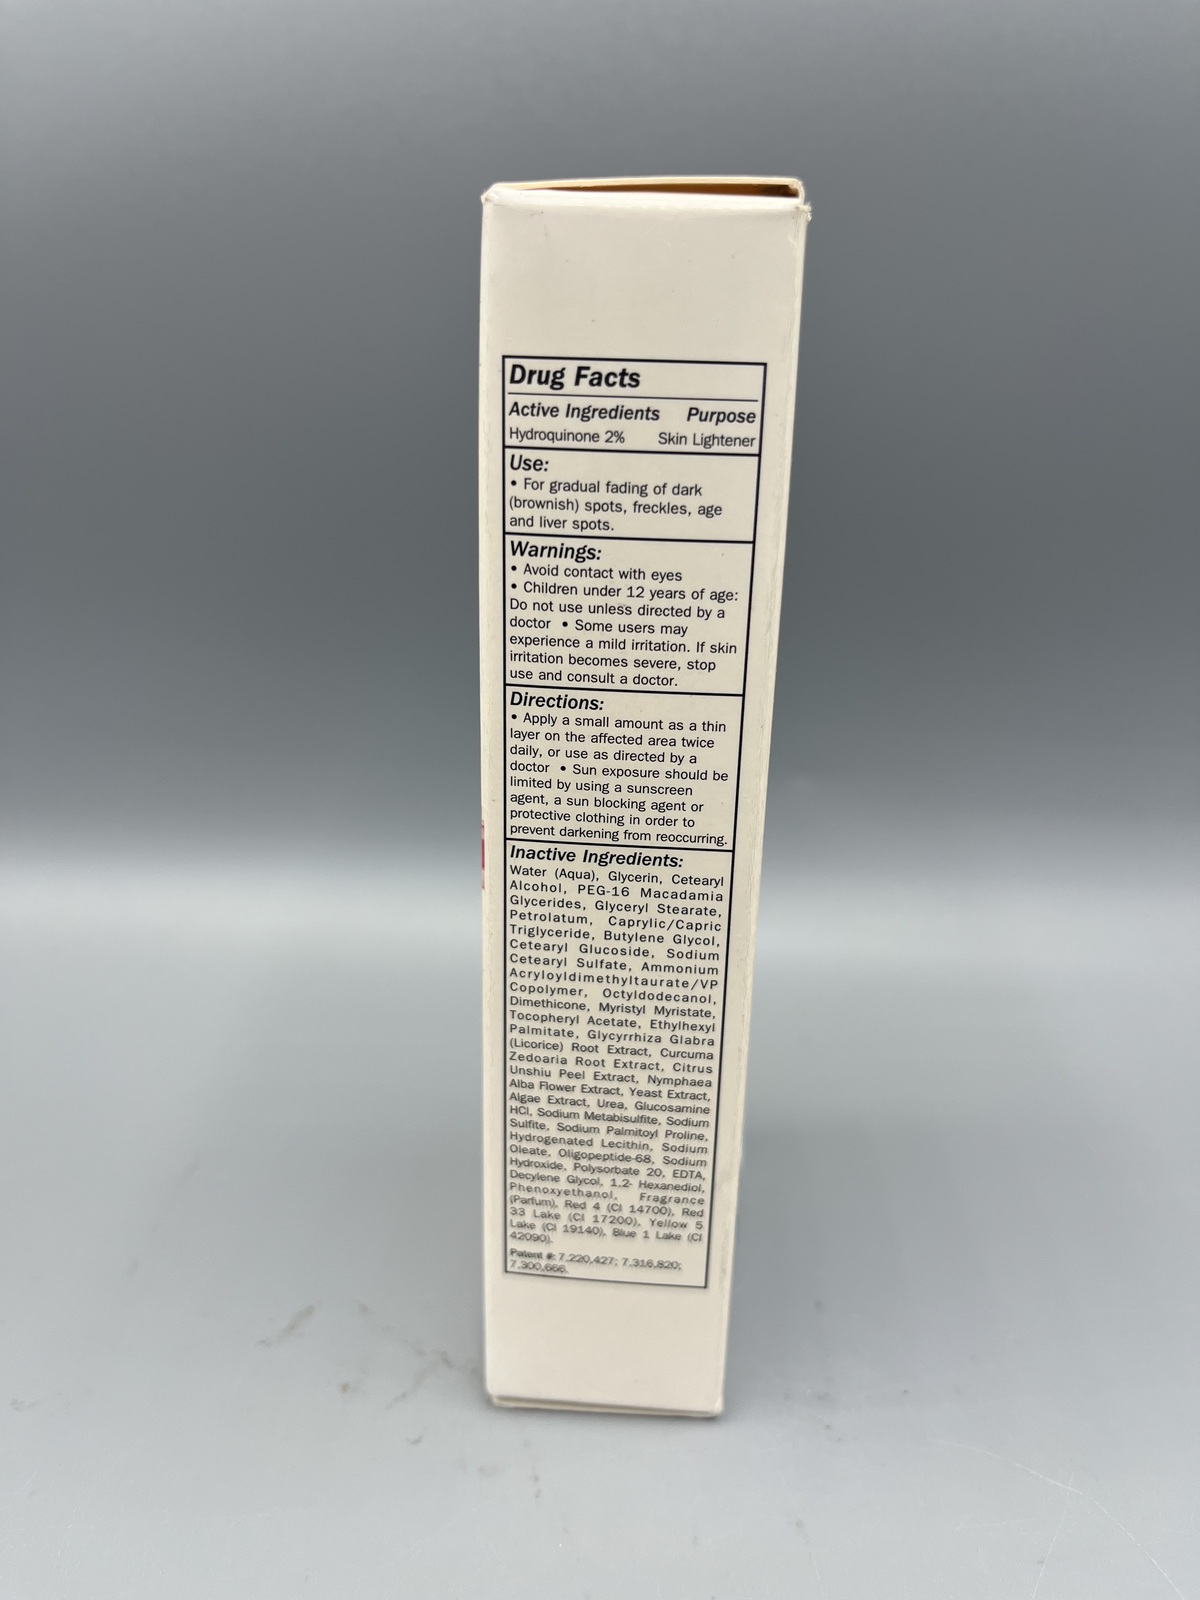 Drug Facts
Active Ingredients Purpose
Hydroquinone 2% Skin Lightener
Use:
• For gradual fading of dark
(brownish) spots, freckles, age
and liver spots.
Warnings:
• Avoid contact with eyes
• Children under 12 years of age:
Do not use unless directed by a
doctor • Some users may
experience a mild irritation. If skin
irritation becomes severe, stop
use and consult a doctor.
Directions:
• Apply a small amount as a thin
layer on the affected area twice
daily, or use as directed by a
doctor • Sun exposure should be
limited by using a sunscreen
agent, a sun blocking agent or
protective clothing in order to
prevent darkening from reoccurring.
Inactive Ingredients:
Water (Aqua), Glycerin, Cetearyl
Alcohol, PEG-16 Macadamia
Glycerides, Glyceryl Stearate,
Petrolatum, Caprylic/Capric
Triglyceride, Butylene Glycol,
Cetearyl Glucoside, Sodium
Cetearyl Sulfate, Ammonium
Acryloyldimethyltaurate/VP
Copolymer, Octyldodecanol,
Dimethicone, Myristyl Myristate,
Tocopheryl Acetate, Ethylhexyl
Palmitate, Glycyrrhiza Glabra
(Licorice) Root Extract, Curcuma
Zedoaria Root Extract, Citrus
Unshiu Peel Extract, Nymphaea
Alba Flower Extract, Yeast Extract,
Algae Extract, Urea, Glucosamine
HCl, Sodium Metabisulfite, Sodium
Sulfite, Sodium Palmitoyl Proline,
Hydrogenated Lecithin, Sodium
Oleate, Oligopeptide-68, Sodium
Hydroxide, Polysorbate 20, EDTA,
Decylene Glycol, 1,2- Hexanediol,
Phenoxyethanol, Fragrance
(Parfum), Red 4 (CI 14700), Red
33 Lake (CI 17200), Yellow 5
Lake (CI 19140), Blue 1 Lake (CI
42090).
Patent #: 7,220,427; 7,316,820;
7,300,666.